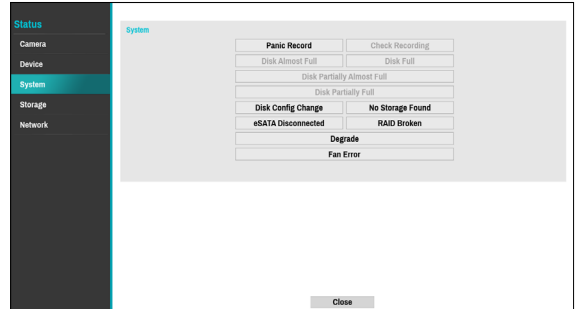 Status
Camera
Device
System
Storage
Network
System
Panic Record Check Recording
Disk Almost Full Disk Full
Disk Partially Almost Full
Disk Partially Full
Disk Config Change No Storage Found
eSATA Disconnected RAID Broken
Degrade
Fan Error
Close